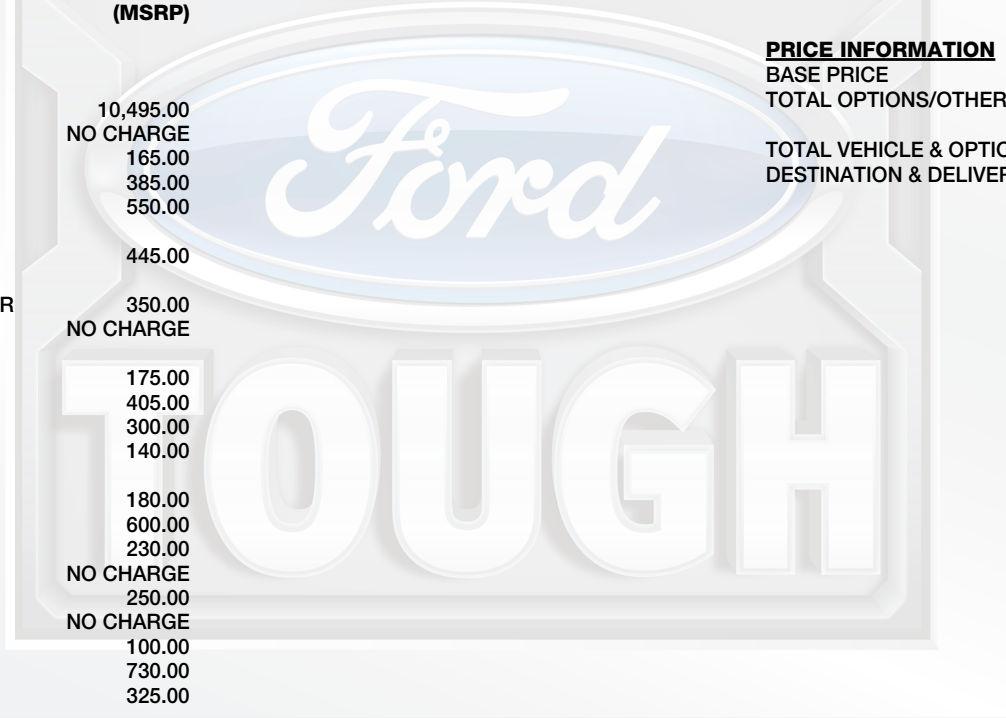 (MSRP)
10,495.00
NO CHARGE
165.00
385.00
550.00
445.00
R 350.00
NO CHARGE
175.00
405.00
300.00
140.00
180.00
600.00
230.00
NO CHARGE
250.00
NO CHARGE
100.00
730.00
325.00
PRICE INFORMATION
BASE PRICE
TOTAL OPTIONS/OTHER
TOTAL VEHICLE & OPTIO
DESTINATION & DELIVER
Ford
TOUGH